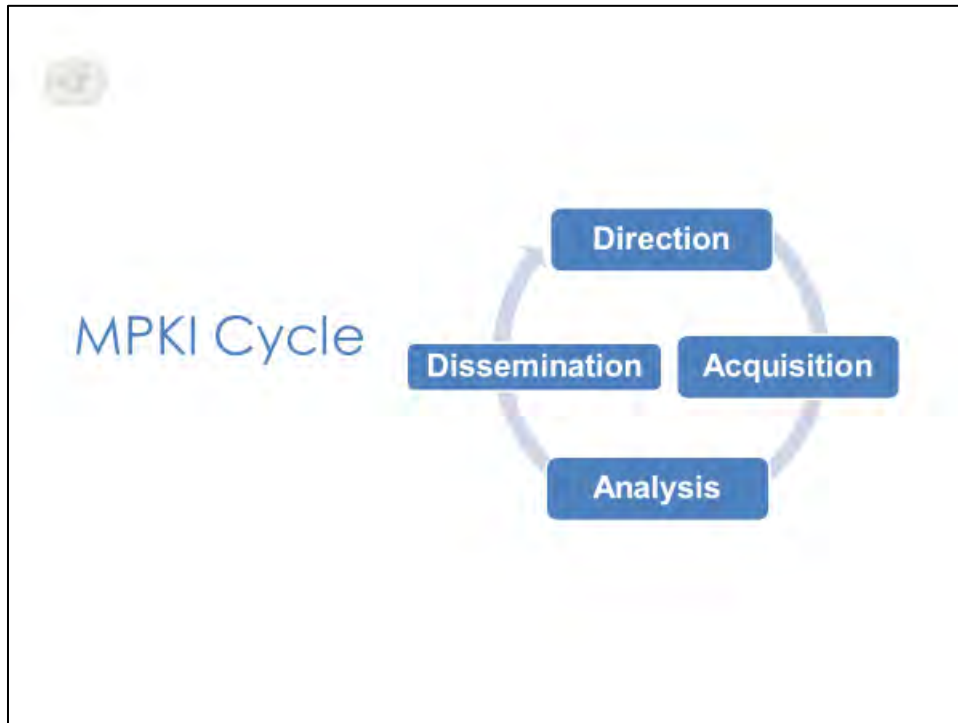 MPKI Cycle
Direction
Acquisition
Analysis
Dissemination